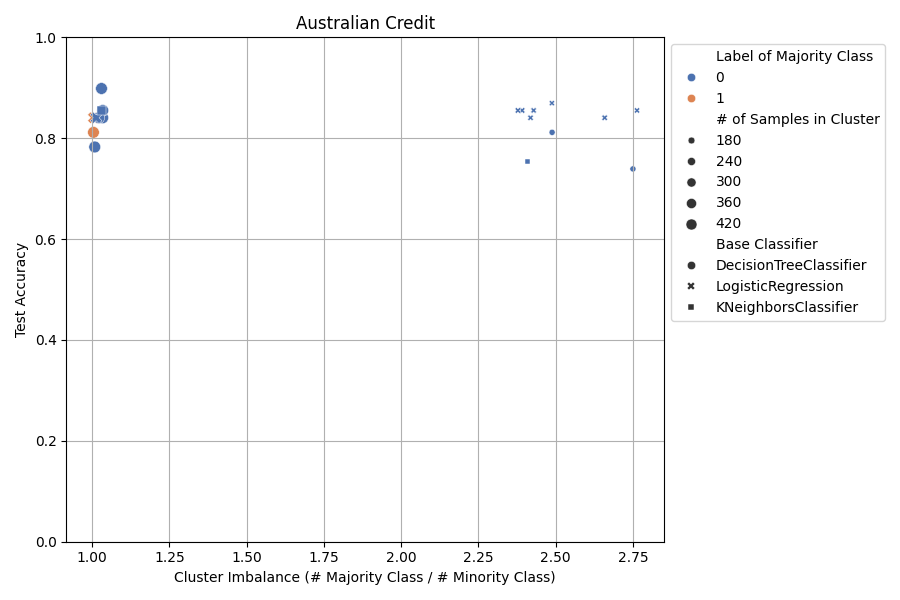 Australian Credit
1.0
0.8
0.6
0.4
0.2
0.0
Test Accuracy
1.00 1.25 1.50 1.75 2.00 2.25 2.50 2.75
Cluster Imbalance (# Majority Class / # Minority Class)
Label of Majority Class
0
1
# of Samples in Cluster
180
240
300
360
420
Base Classifier
DecisionTreeClassifier
LogisticRegression
KNeighborsClassifier